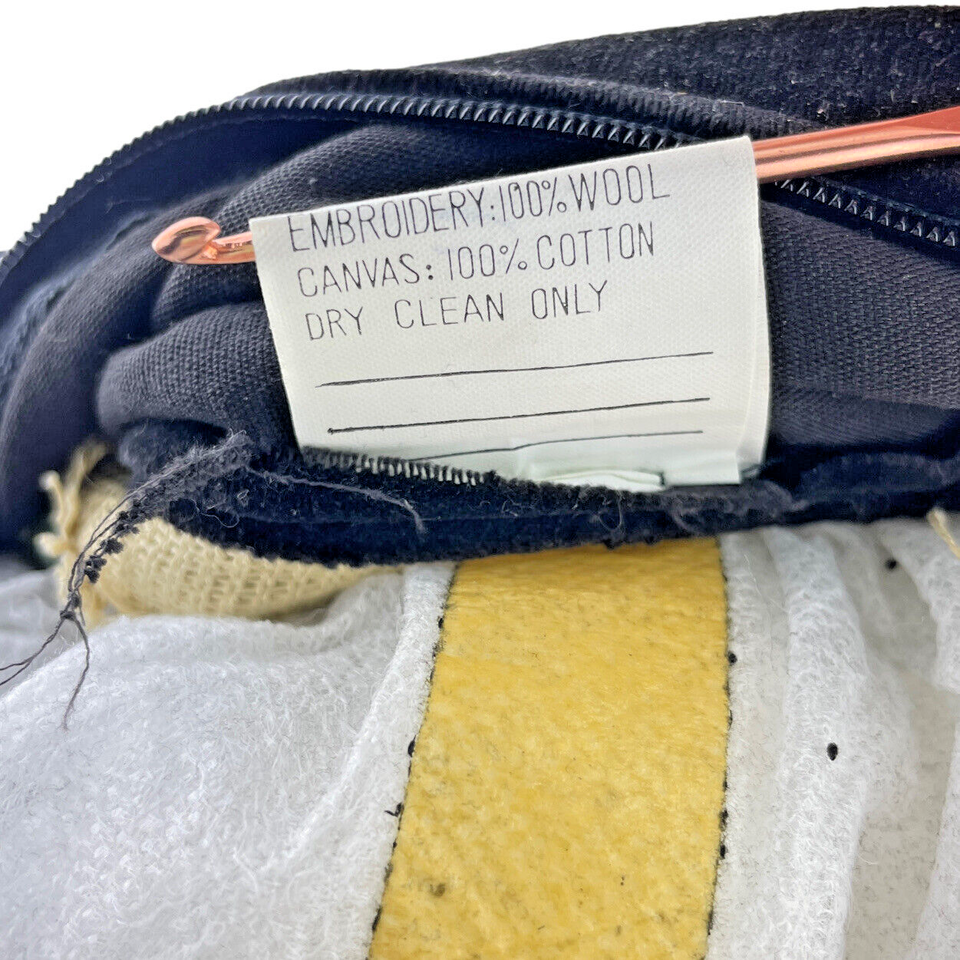 EMBROIDERY:100% WOOL
CANVAS: 100% COTTON
DRY CLEAN ONLY